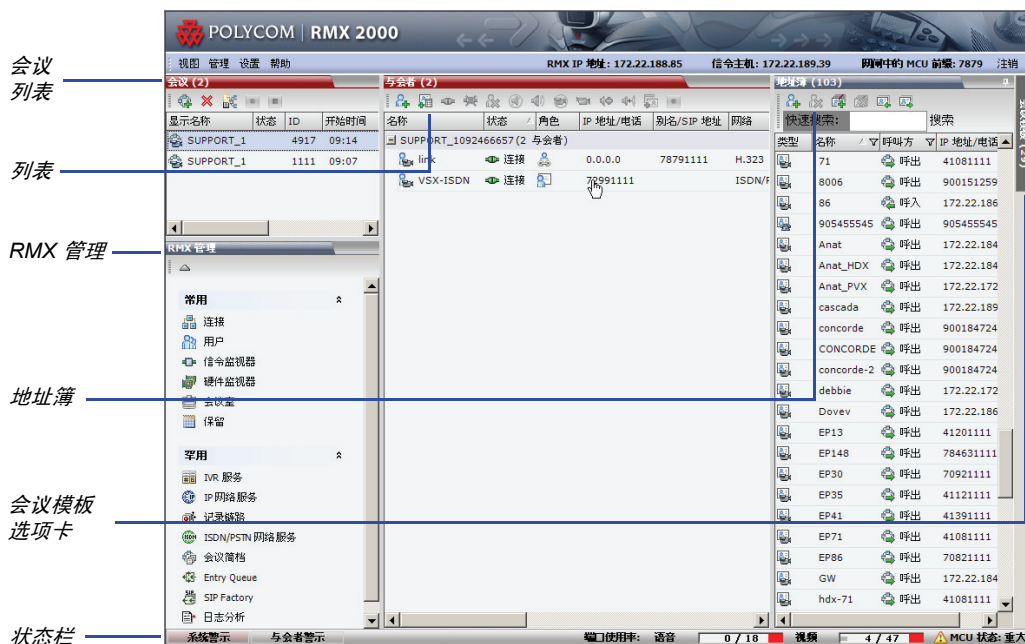 POLYCOM | RMX 2000
视图 管理 设置 帮助
RMX IP 地址: 172.22.188.85
信令主机: 172.22.189.39
网闸中的 MCU 前缀: 7879
注销
会议
列表
列表
RMX 管理
地址簿
会议模板
选项卡
状态栏
会议 (2)
显示名称 状态 ID 开始时间
SUPPORT_1 4917 09:14
SUPPORT_1 1111 09:07
RMX 管理
常用
连接
用户
信令监视器
硬件监视器
会议室
保留
罕用
IVR 服务
IP 网络服务
记录链路
ISDN/PSTN 网络服务
会议简档
Entry Queue
SIP Factory
日志分析
与会者 (2)
名称 状态 角色 IP 地址/电话 别名/SIP 地址 网络
SUPPORT_1092466657(2 与会者)
link 连接 0.0.0.0 78791111 H.323
VSX-ISDN 连接 72991111 ISDN/F
地址簿 (103)
快速搜索: 搜索
类型 名称 呼叫方 IP 地址/电话
71 呼出 41081111
8006 呼出 900151259
86 呼入 172.22.186
905455545 呼出 905455545
Anat 呼出 172.22.184
Anat_HDX 呼出 172.22.184
Anat_PVX 呼出 172.22.172
cascada 呼出 172.22.189
concorde 呼出 900184724
CONCORDE 呼出 900184724
concorde-2 呼出 900184724
debbie 呼出 172.22.172
Dovev 呼出 172.22.186
EP13 呼出 41201111
EP148 呼出 784631111
EP30 呼出 70921111
EP35 呼出 41121111
EP41 呼出 41391111
EP71 呼出 41081111
EP86 呼出 70821111
GW 呼出 172.22.184
hdx-71 呼出 41081111
系统警示 与会者警示 端口使用率: 语音 0 / 18 视频 4 / 47 MCU 状态: 重大